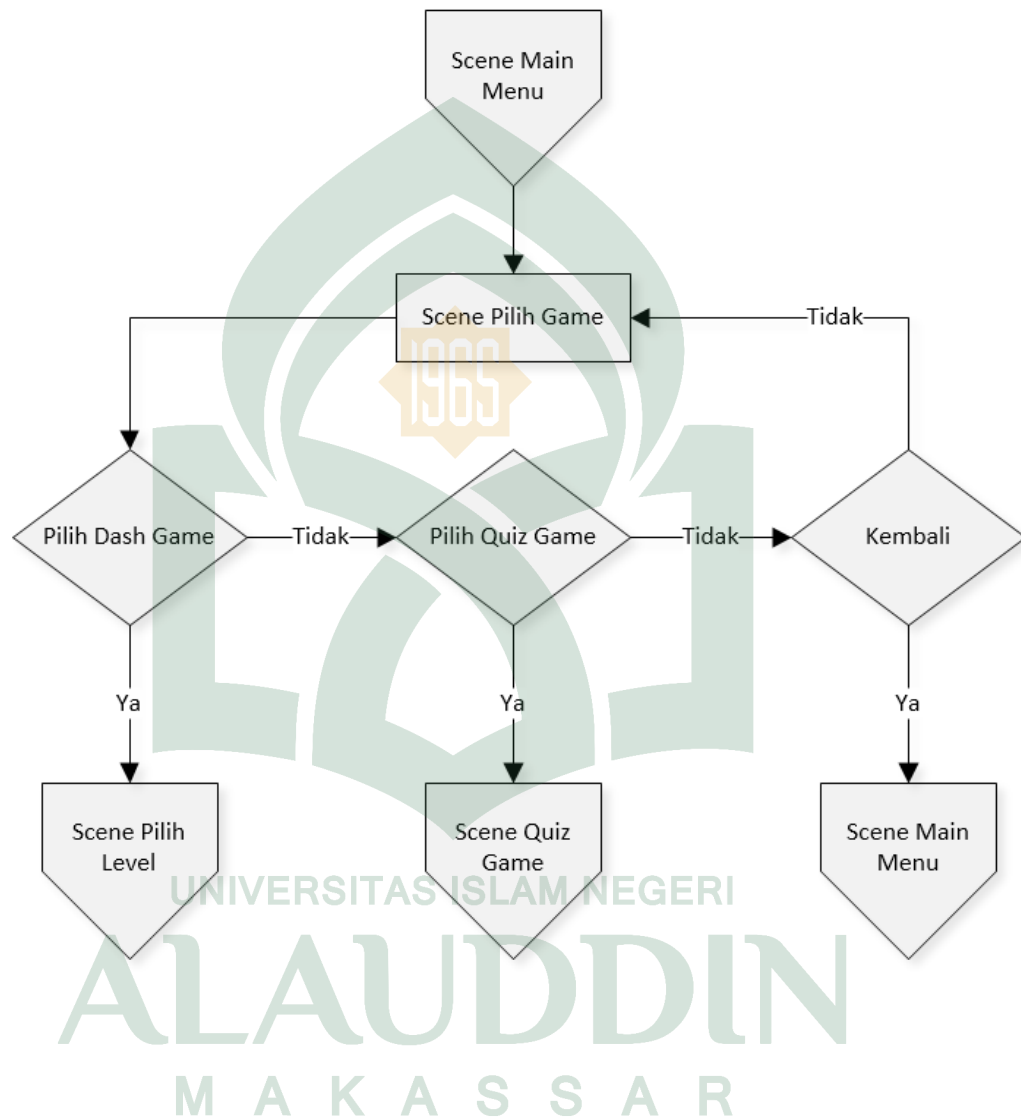 Scene Main
Menu
Scene Pilih Game
Tidak
1965
Pilih Dash Game
Tidak
Pilih Quiz Game
Tidak
Kembali
Ya
Ya
Ya
Scene Pilih
Level
Scene Quiz
Game
Scene Main
Menu
UNIVERSITAS ISLAM NEGERI
ALAUDDIN
MAKASSAR